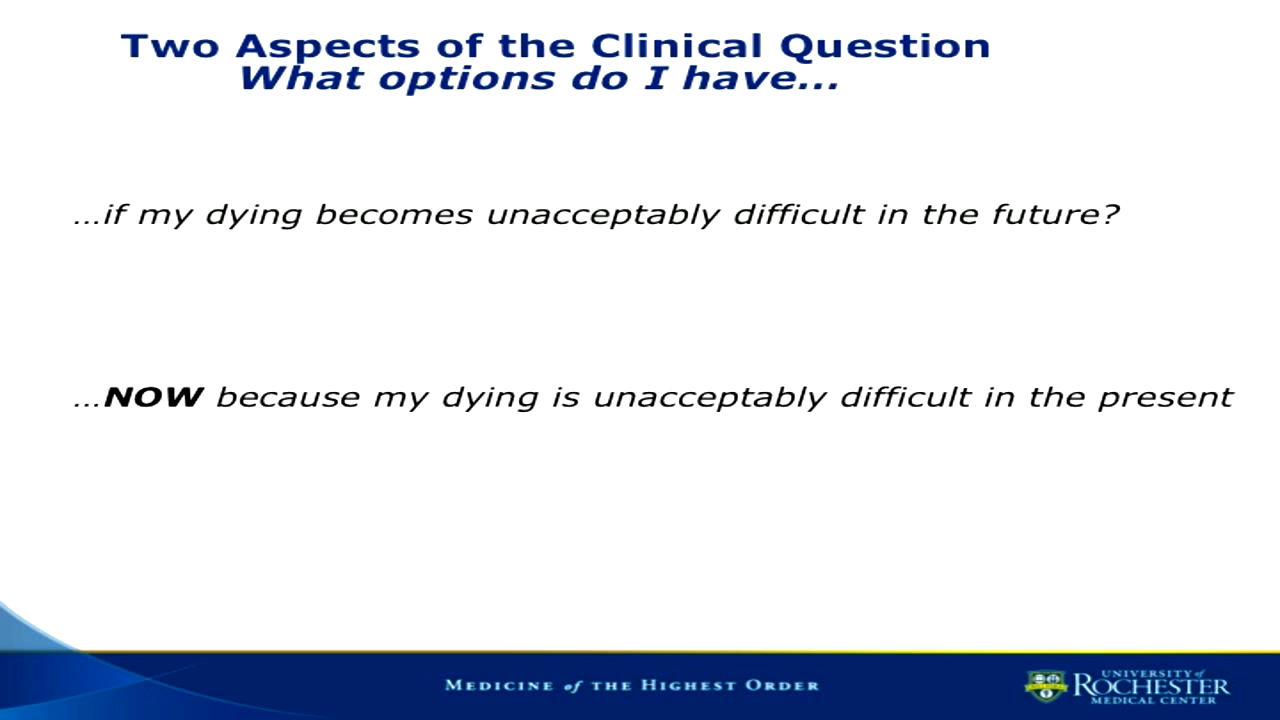 Two Aspects of the Clinical Question
What options do I have...
...if my dying becomes unacceptably difficult in the future?
...NOW because my dying is unacceptably difficult in the present
MEDICINE of THE HIGHEST ORDER
UNIVERSITY of
ROCHESTER
MEDICAL CENTER